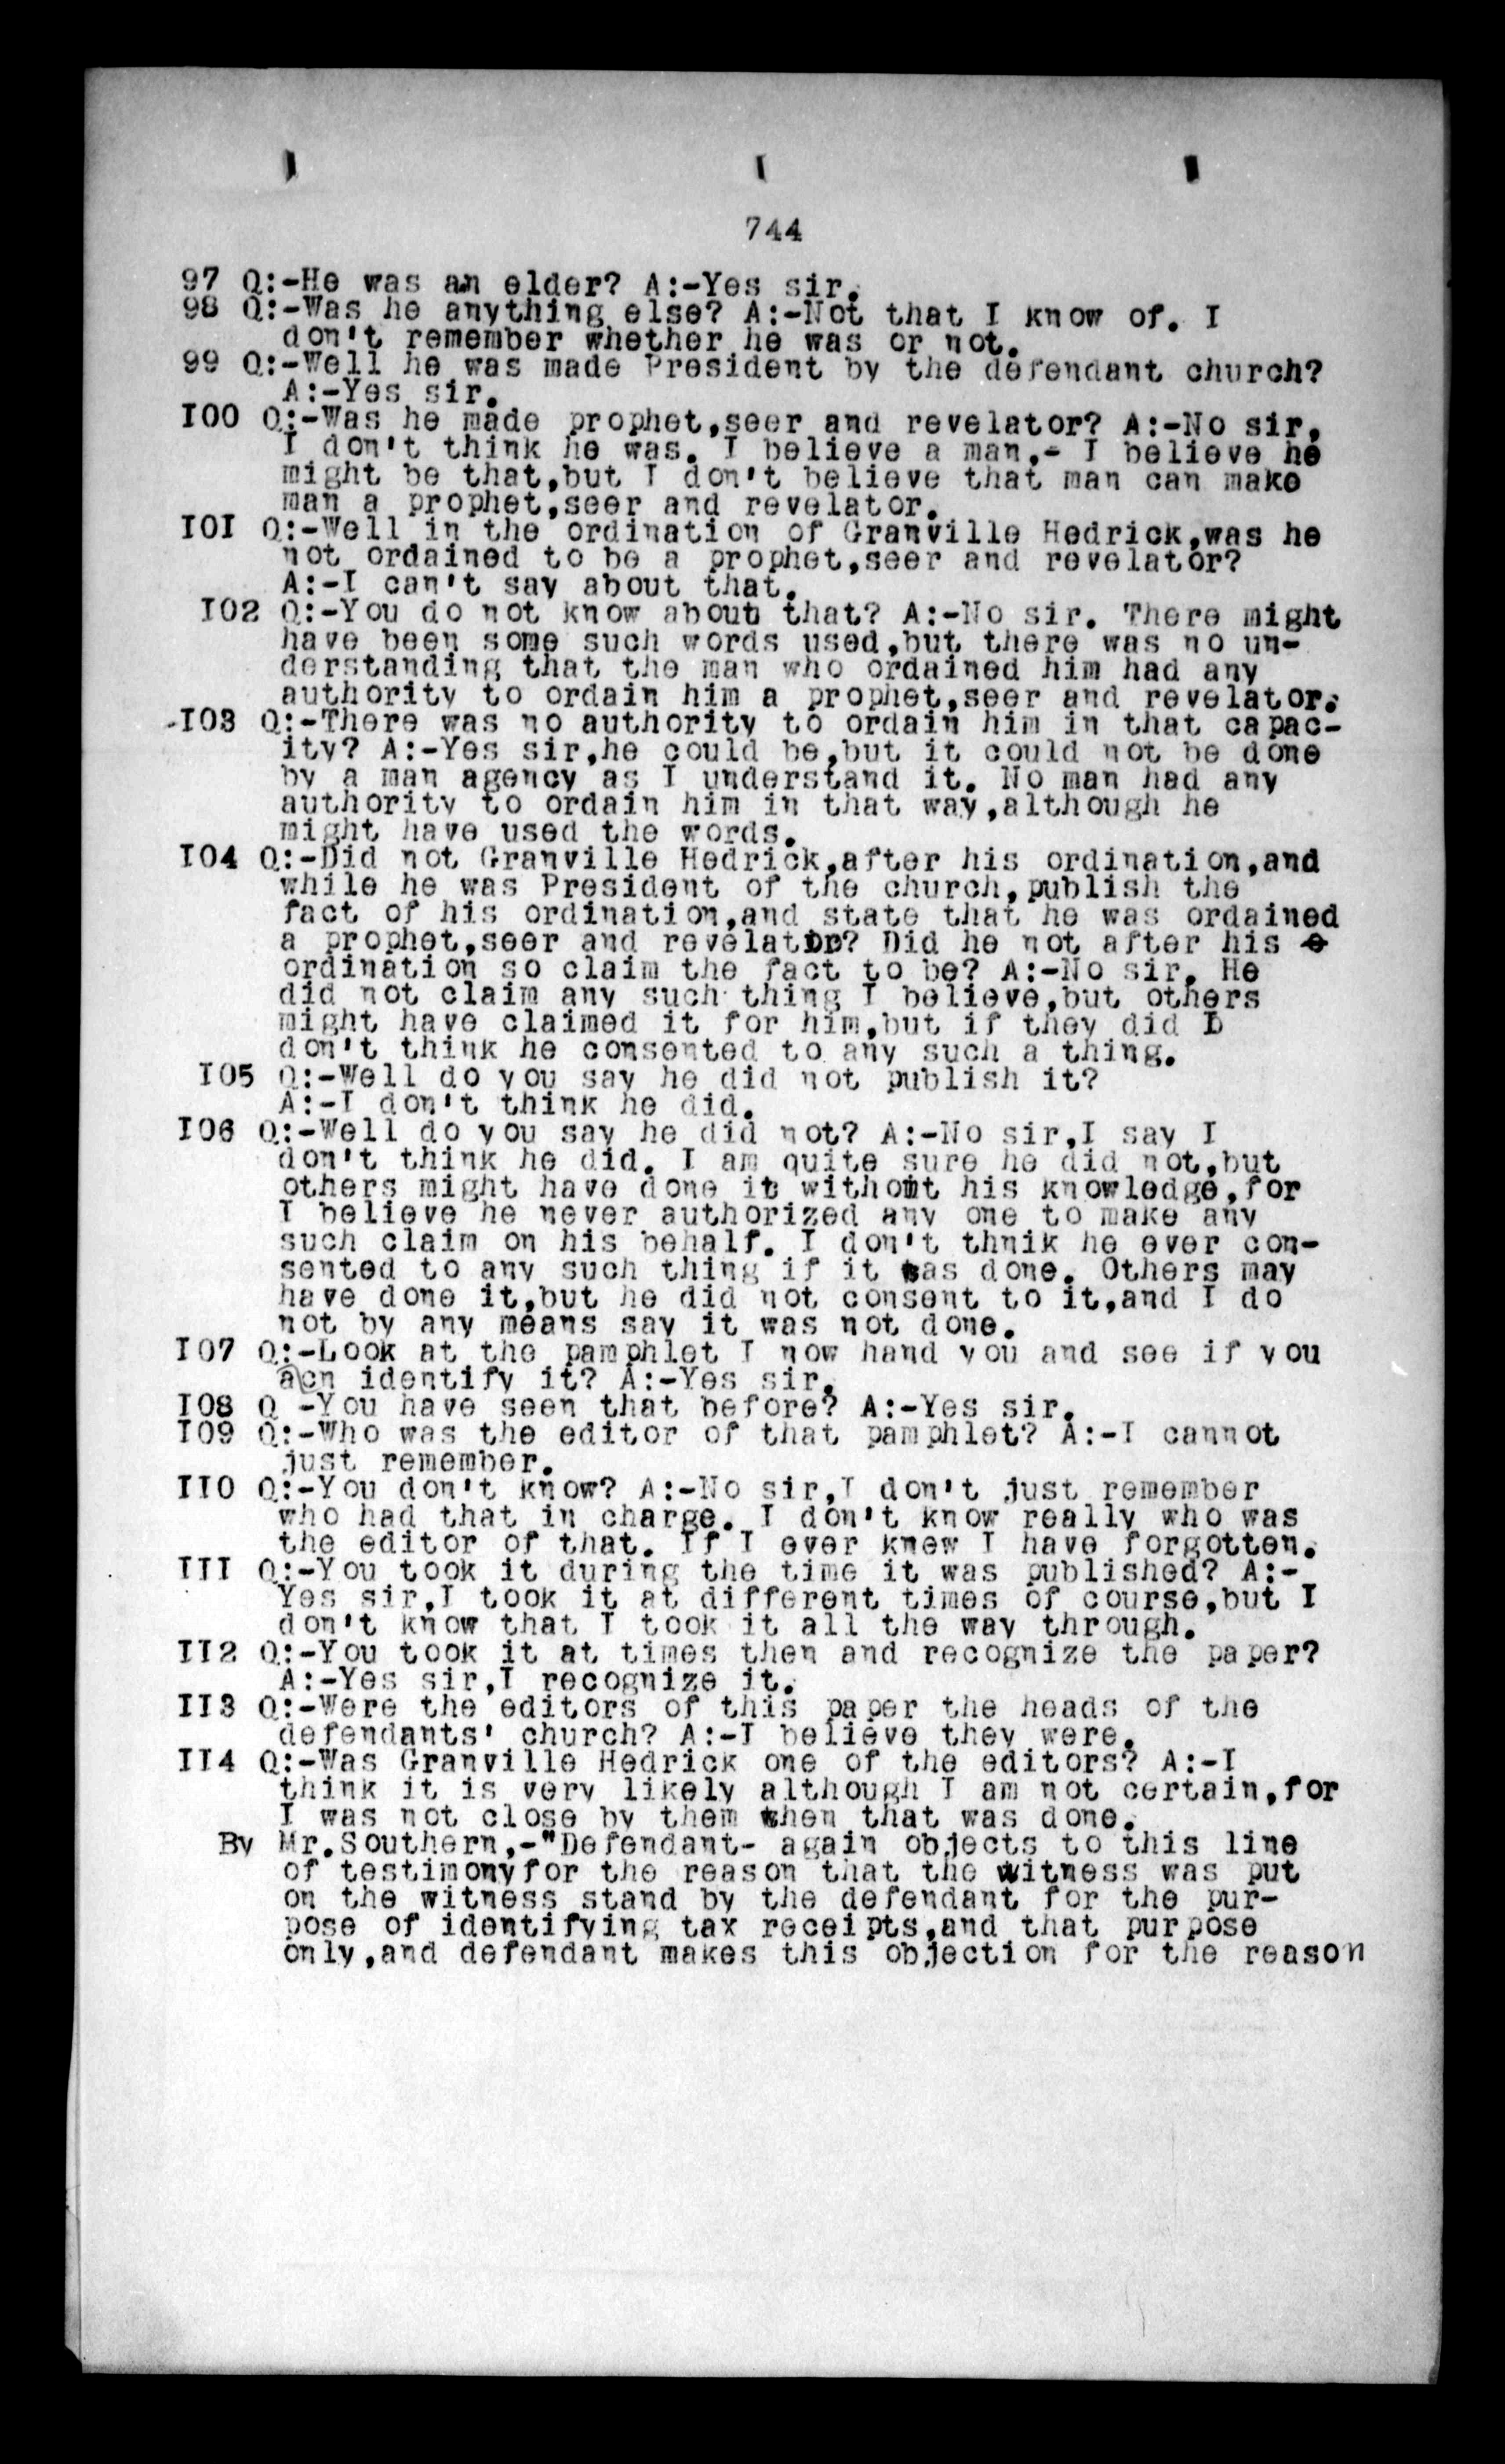 744
97 Q:-He was an elder? A:-Yes sir.
98 Q:-Was he anything else? A:-Not that I know of. I
don't remember whether he was or not.
99 Q:-Well he was made President by the defendant church?
A:-Yes sir.
I00 Q:-Was he made prophet,seer and revelator? A:-No sir,
I don't think he was. I believe a man,- I believe he
might be that,but I don't believe that man can make
man a prophet,seer and revelator.
I0I Q:-Well in the ordination of Granville Hedrick,was he
not ordained to be a prophet,seer and revelator?
A:-I can't say about that.
I02 Q:-You do not know about that? A:-No sir. There might
have been some such words used,but there was no un-
derstanding that the man who ordained him had any
authority to ordain him a prophet,seer and revelator.
I03 Q:-There was no authority to ordain him in that capac-
ity? A:-Yes sir,he could be,but it could not be done
by a man agency as I understand it. No man had any
authority to ordain him in that way,although he
might have used the words.
I04 Q:-Did not Granville Hedrick,after his ordination,and
while he was President of the church,publish the
fact of his ordination,and state that he was ordained
a prophet,seer and revelator? Did he not after his
ordination so claim the fact to be? A:-No sir. He
did not claim any such thing I believe,but others
might have claimed it for him,but if they did I
don't think he consented to any such a thing.
I05 Q:-Well do you say he did not publish it?
A:-I don't think he did.
I06 Q:-Well do you say he did not? A:-No sir,I say I
don't think he did. I am quite sure he did not,but
others might have done it without his knowledge,for
I believe he never authorized any one to make any
such claim on his behalf. I don't thnik he ever con-
sented to any such thing if it was done. Others may
have done it,but he did not consent to it,and I do
not by any means say it was not done.
I07 Q:-Look at the pamphlet I now hand you and see if you
acn identify it? A:-Yes sir.
I08 Q -You have seen that before? A:-Yes sir.
I09 Q:-Who was the editor of that pamphlet? A:-I cannot
just remember.
II0 Q:-You don't know? A:-No sir,I don't just remember
who had that in charge. I don't know really who was
the editor of that. If I ever knew I have forgotten.
III Q:-You took it during the time it was published? A:-
Yes sir,I took it at different times of course,but I
don't know that I took it all the way through.
II2 Q:-You took it at times then and recognize the paper?
A:-Yes sir,I recognize it.
II3 Q:-Were the editors of this paper the heads of the
defendants' church? A:-I believe they were.
II4 Q:-Was Granville Hedrick one of the editors? A:-I
think it is very likely although I am not certain,for
I was not close by them when that was done.
By Mr.Southern,-"Defendant- again objects to this line
of testimonyfor the reason that the witness was put
on the witness stand by the defendant for the pur-
pose of identifying tax receipts,and that purpose
only,and defendant makes this objection for the reason